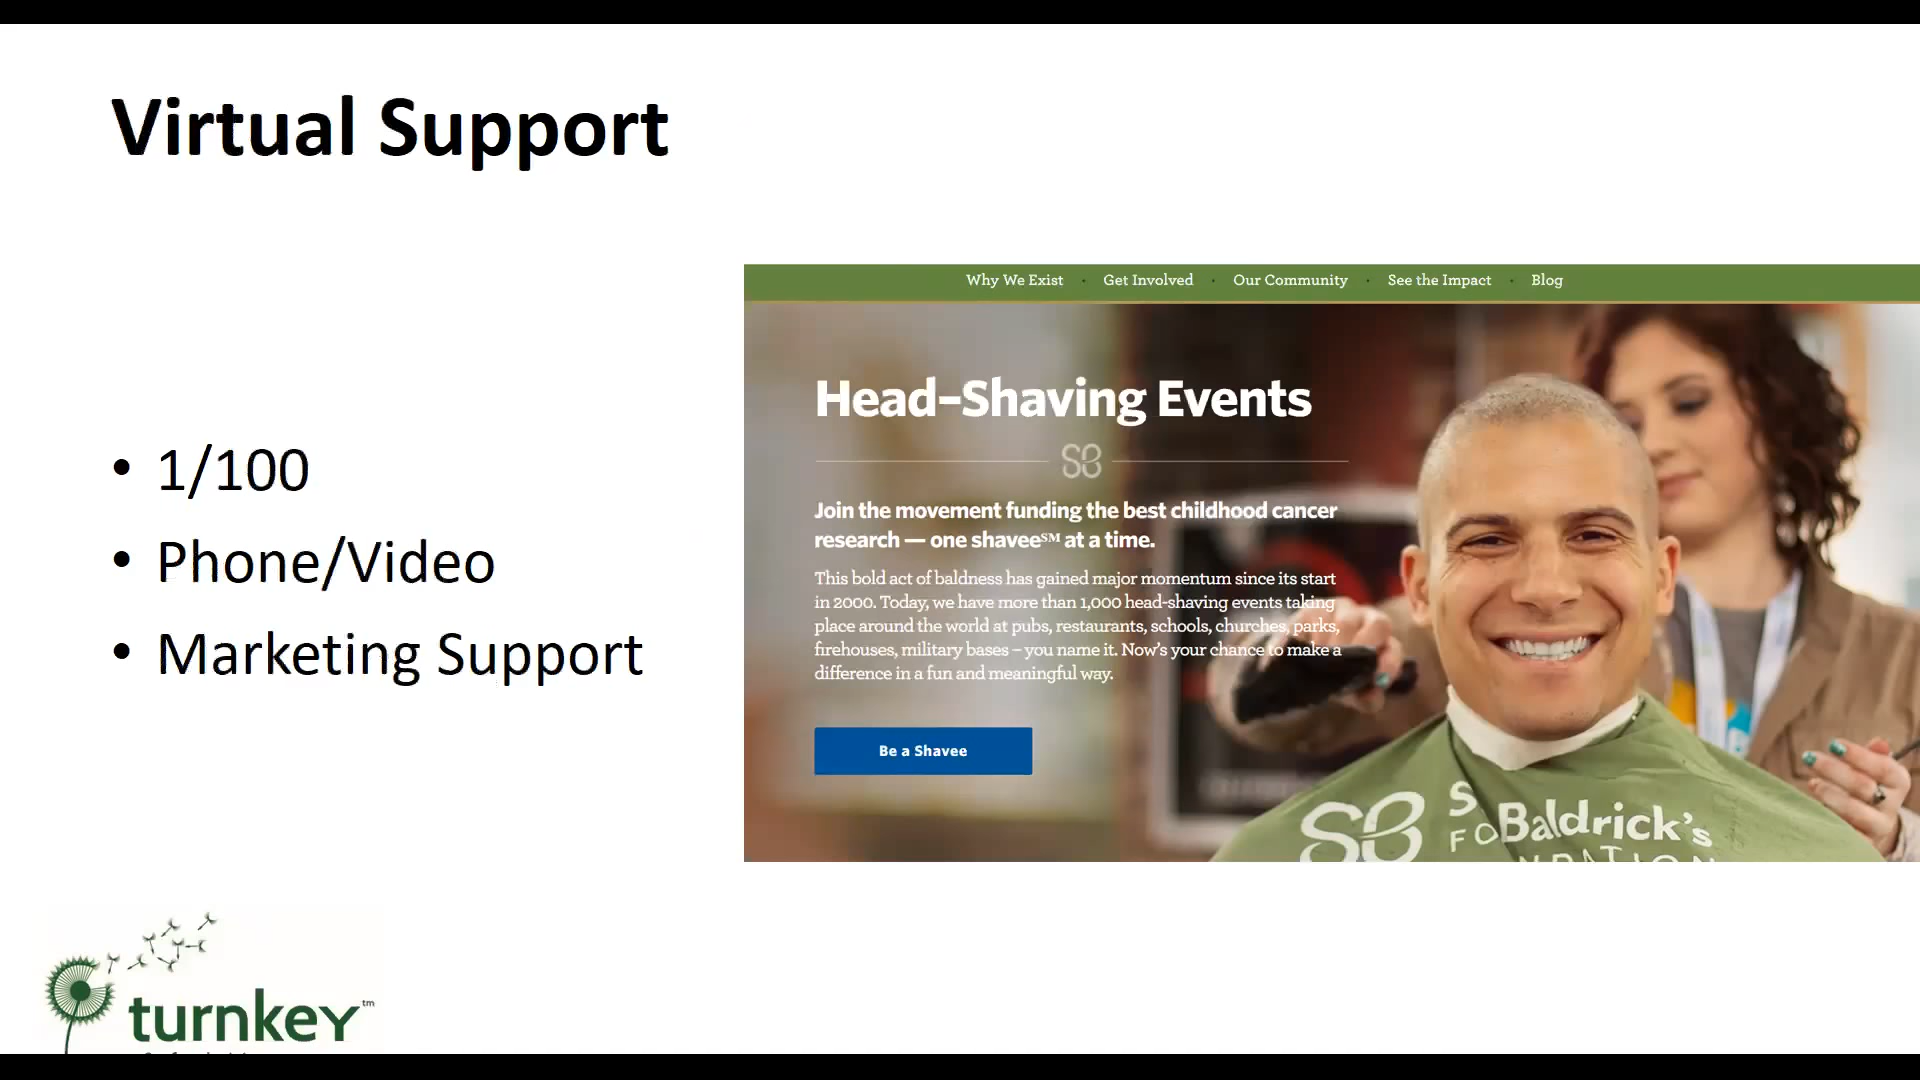 Virtual Support
• 1/100
• Phone/Video
• Marketing Support
Why We Exist · Get Involved · Our Community · See the Impact · Blog
Head-Shaving Events
SB
Join the movement funding the best childhood cancer
research — one shavee℠ at a time.
This bold act of baldness has gained major momentum since its start
in 2000. Today, we have more than 1,000 head-shaving events taking
place around the world at pubs, restaurants, schools, churches, parks,
firehouses, military bases – you name it. Now's your chance to make a
difference in a fun and meaningful way.
Be a Shavee
SB
Baldrick's
turnkey™